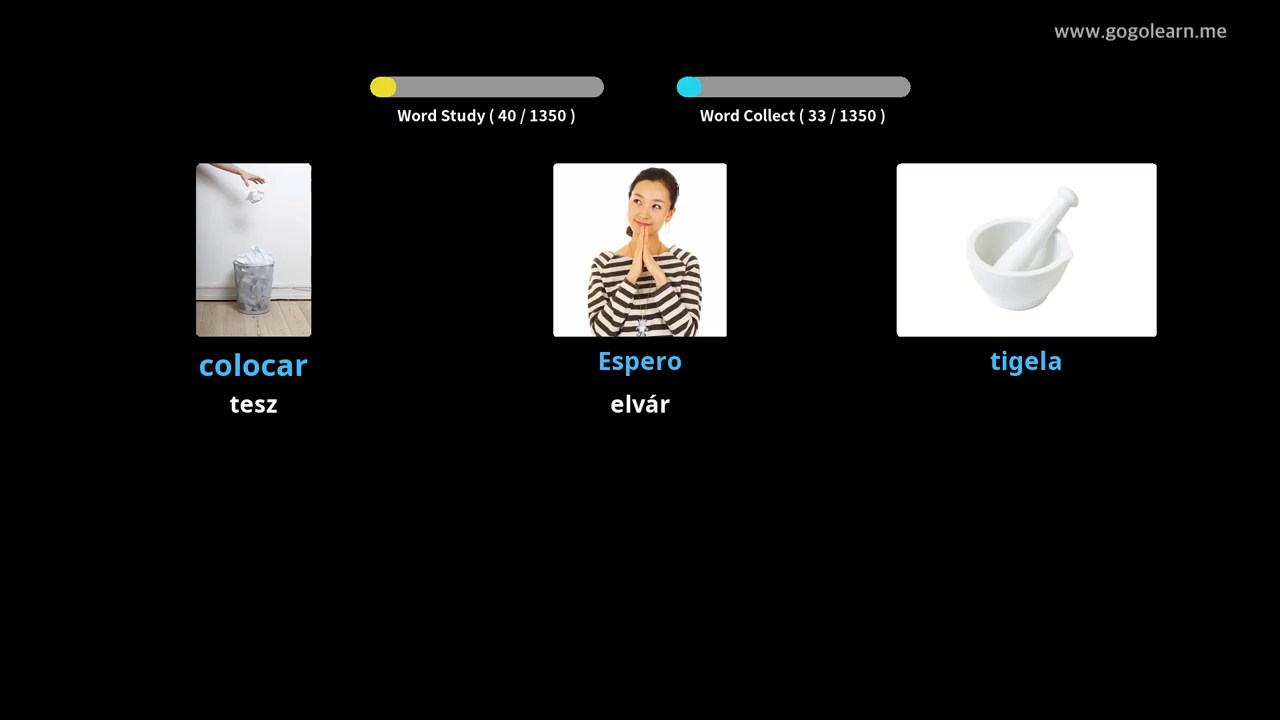 www.gogolearn.me
Word Study ( 40 / 1350 )
Word Collect ( 33 / 1350 )
colocar
tesz
Espero
elvár
tigela